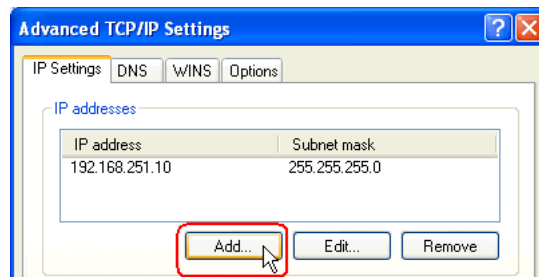 Advanced TCP/IP Settings
IP Settings DNS WINS Options
IP addresses
IP address Subnet mask
192.168.251.10 255.255.255.0
Add... Edit... Remove